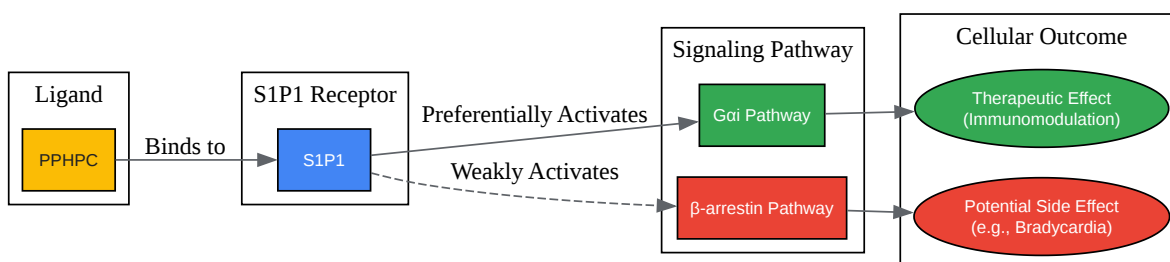 Ligand
PPHPC
Binds to
S1P1 Receptor
S1P1
Preferentially Activates
Weakly Activates
Signaling Pathway
Gαi Pathway
β-arrestin Pathway
Cellular Outcome
Therapeutic Effect
(Immunomodulation)
Potential Side Effect
(e.g., Bradycardia)